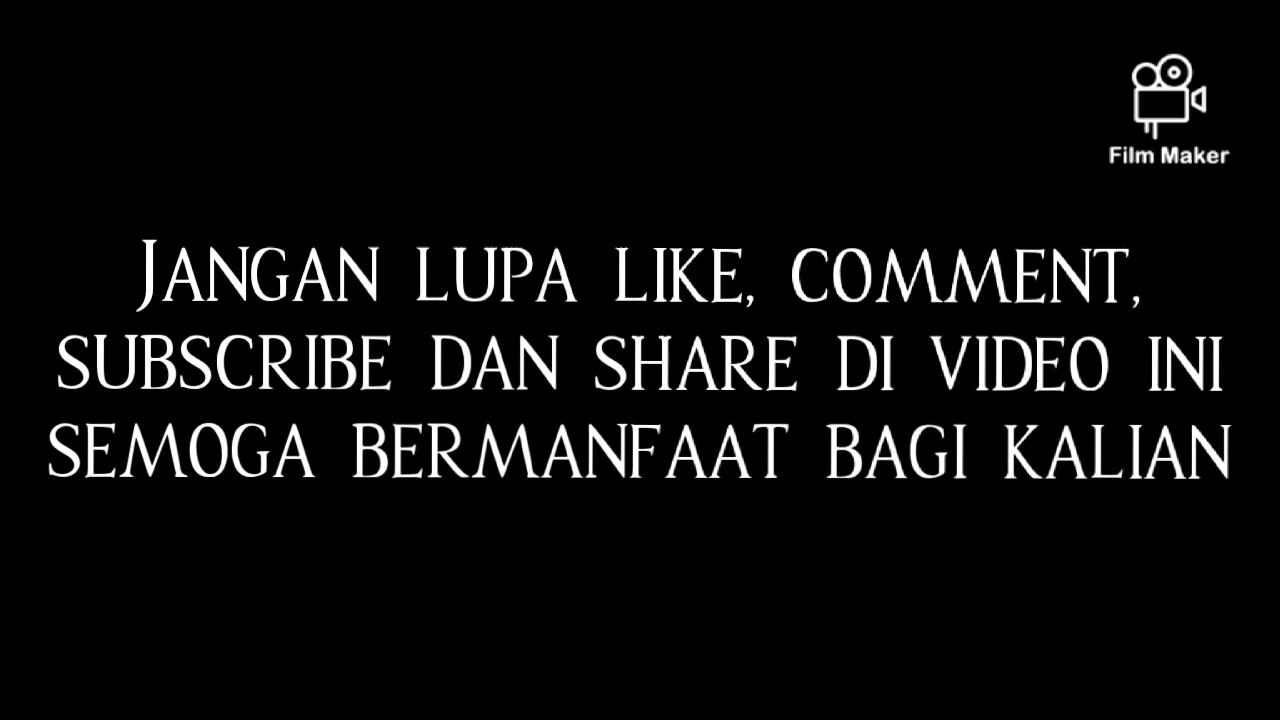 Film Maker
Jangan lupa like, comment,
subscribe dan share di video ini
semoga bermanfaat bagi kalian